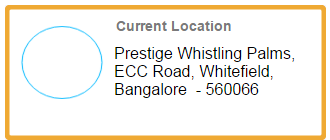 Current Location
Prestige Whistling Palms,
ECC Road, Whitefield,
Bangalore  - 560066